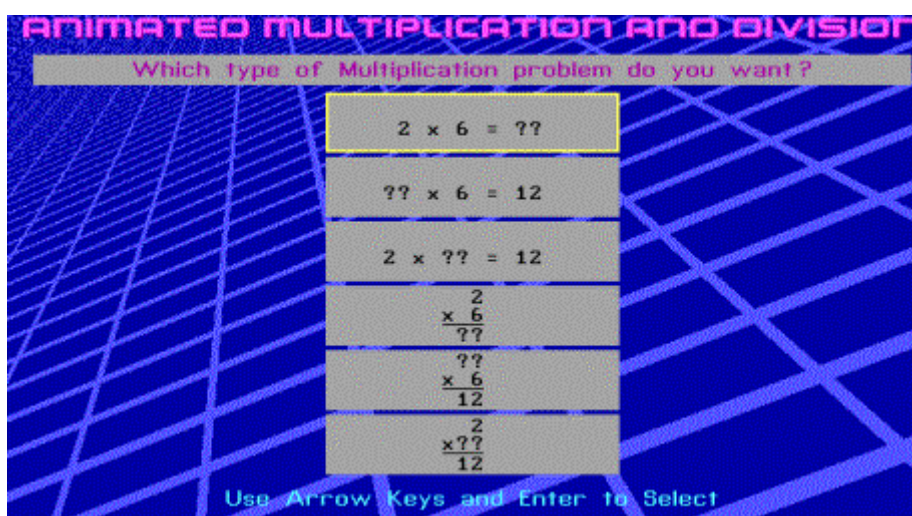 ANIMATED MULTIPLICATION AND DIVISION
Which type of Multiplication problem do you want?
2 x 6 = ??
?? x 6 = 12
2 x ?? = 12
2
x 6
??
??
x 6
12
2
x??
12
Use Arrow Keys and Enter to Select